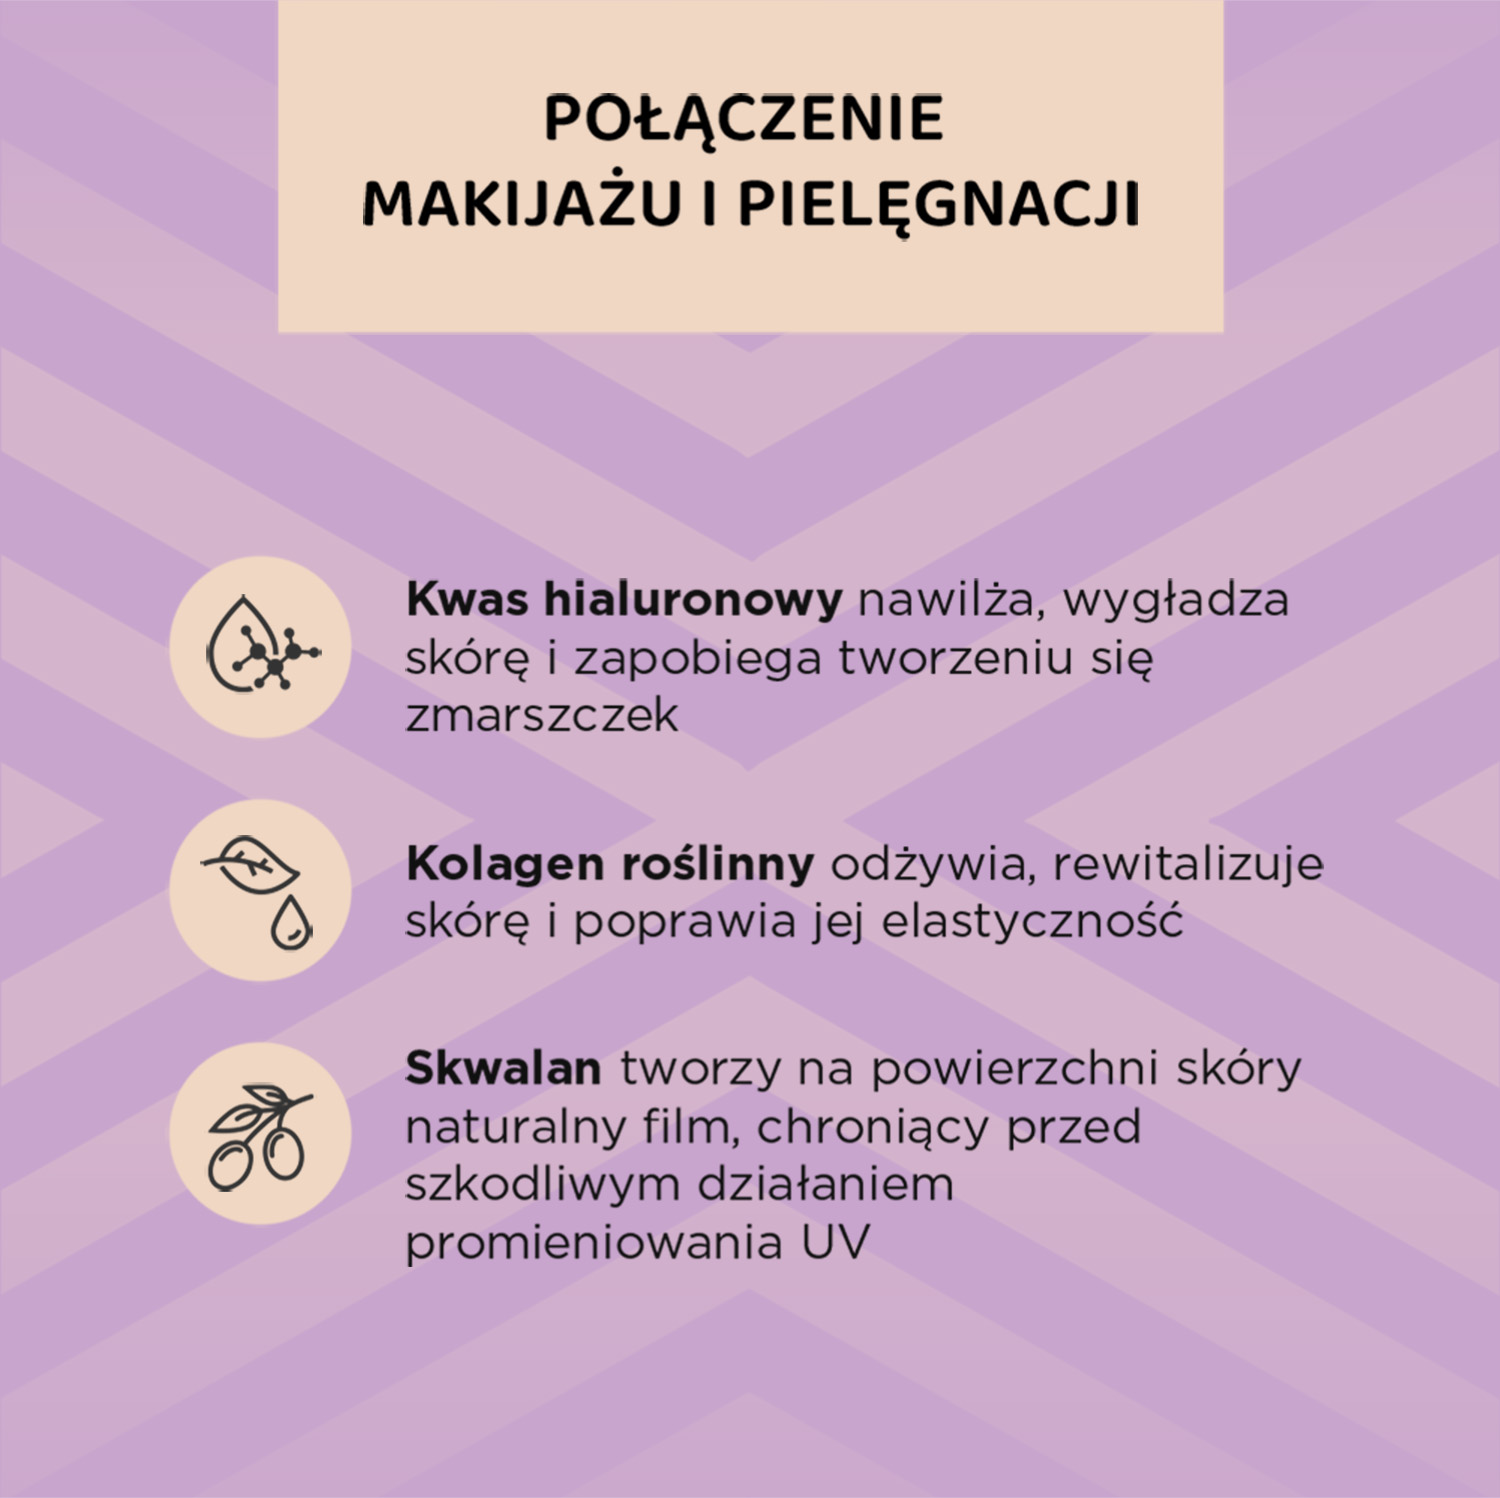 POŁĄCZENIE
MAKIJAŻU I PIELĘGNACJI
Kwas hialuronowy nawilża, wygładza
skórę i zapobiega tworzeniu się
zmarszczek
Kolagen roślinny odżywia, rewitalizuje
skórę i poprawia jej elastyczność
Skwalan tworzy na powierzchni skóry
naturalny film, chroniący przed
szkodliwym działaniem
promieniowania UV